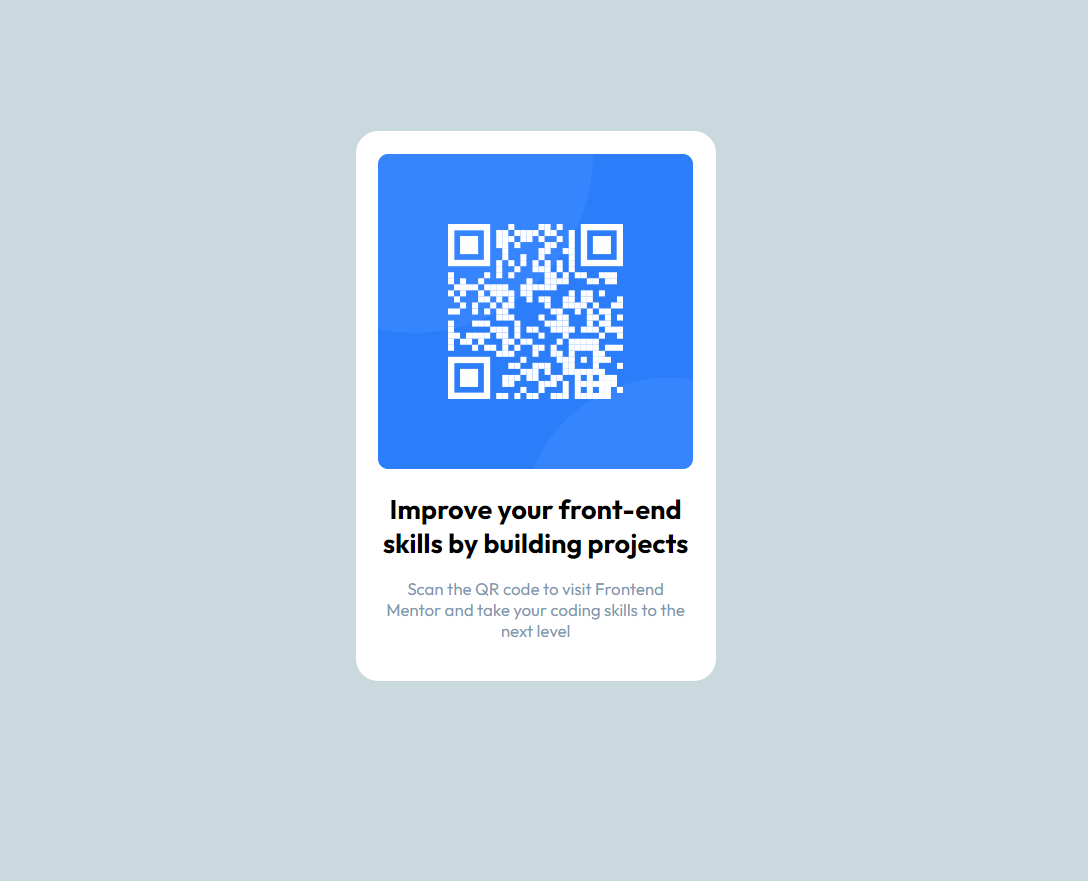 Improve your front-end
skills by building projects
Scan the QR code to visit Frontend
Mentor and take your coding skills to the
next level